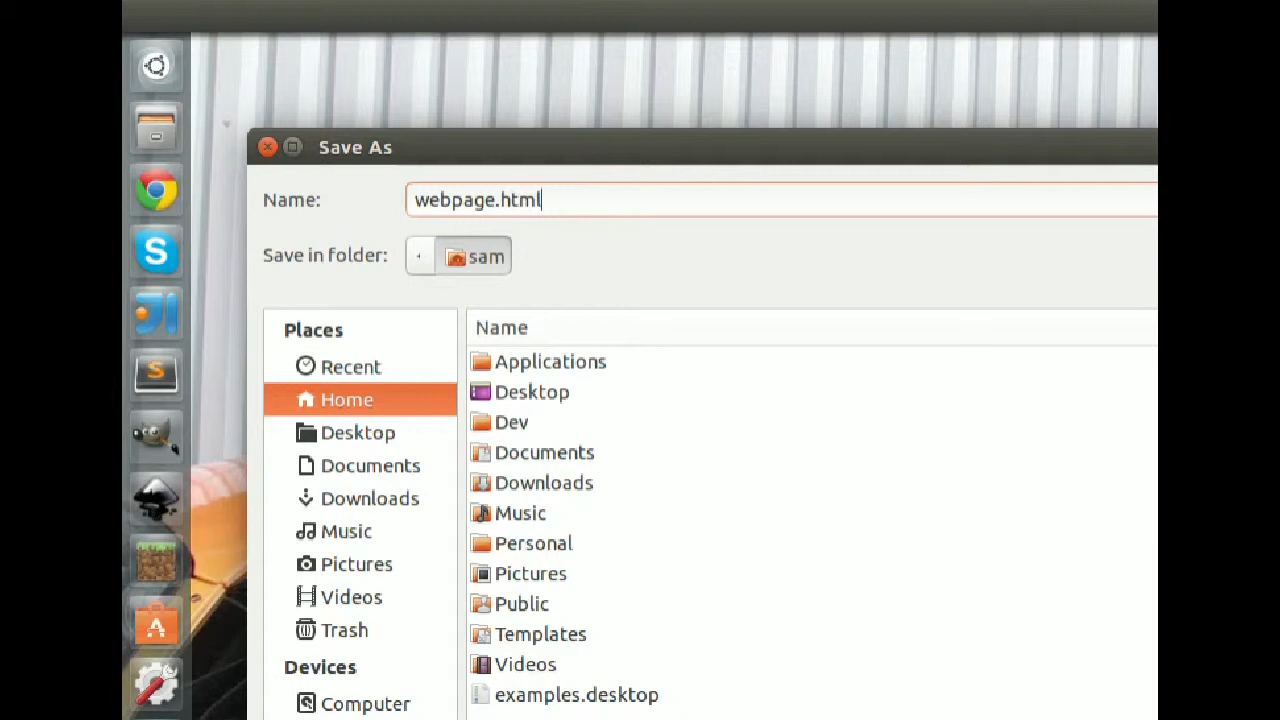 Save As
Name:
webpage.html
Save in folder:
sam
Places
Recent
Home
Desktop
Documents
Downloads
Music
Pictures
Videos
Trash
Devices
Computer
Name
Applications
Desktop
Dev
Documents
Downloads
Music
Personal
Pictures
Public
Templates
Videos
examples.desktop